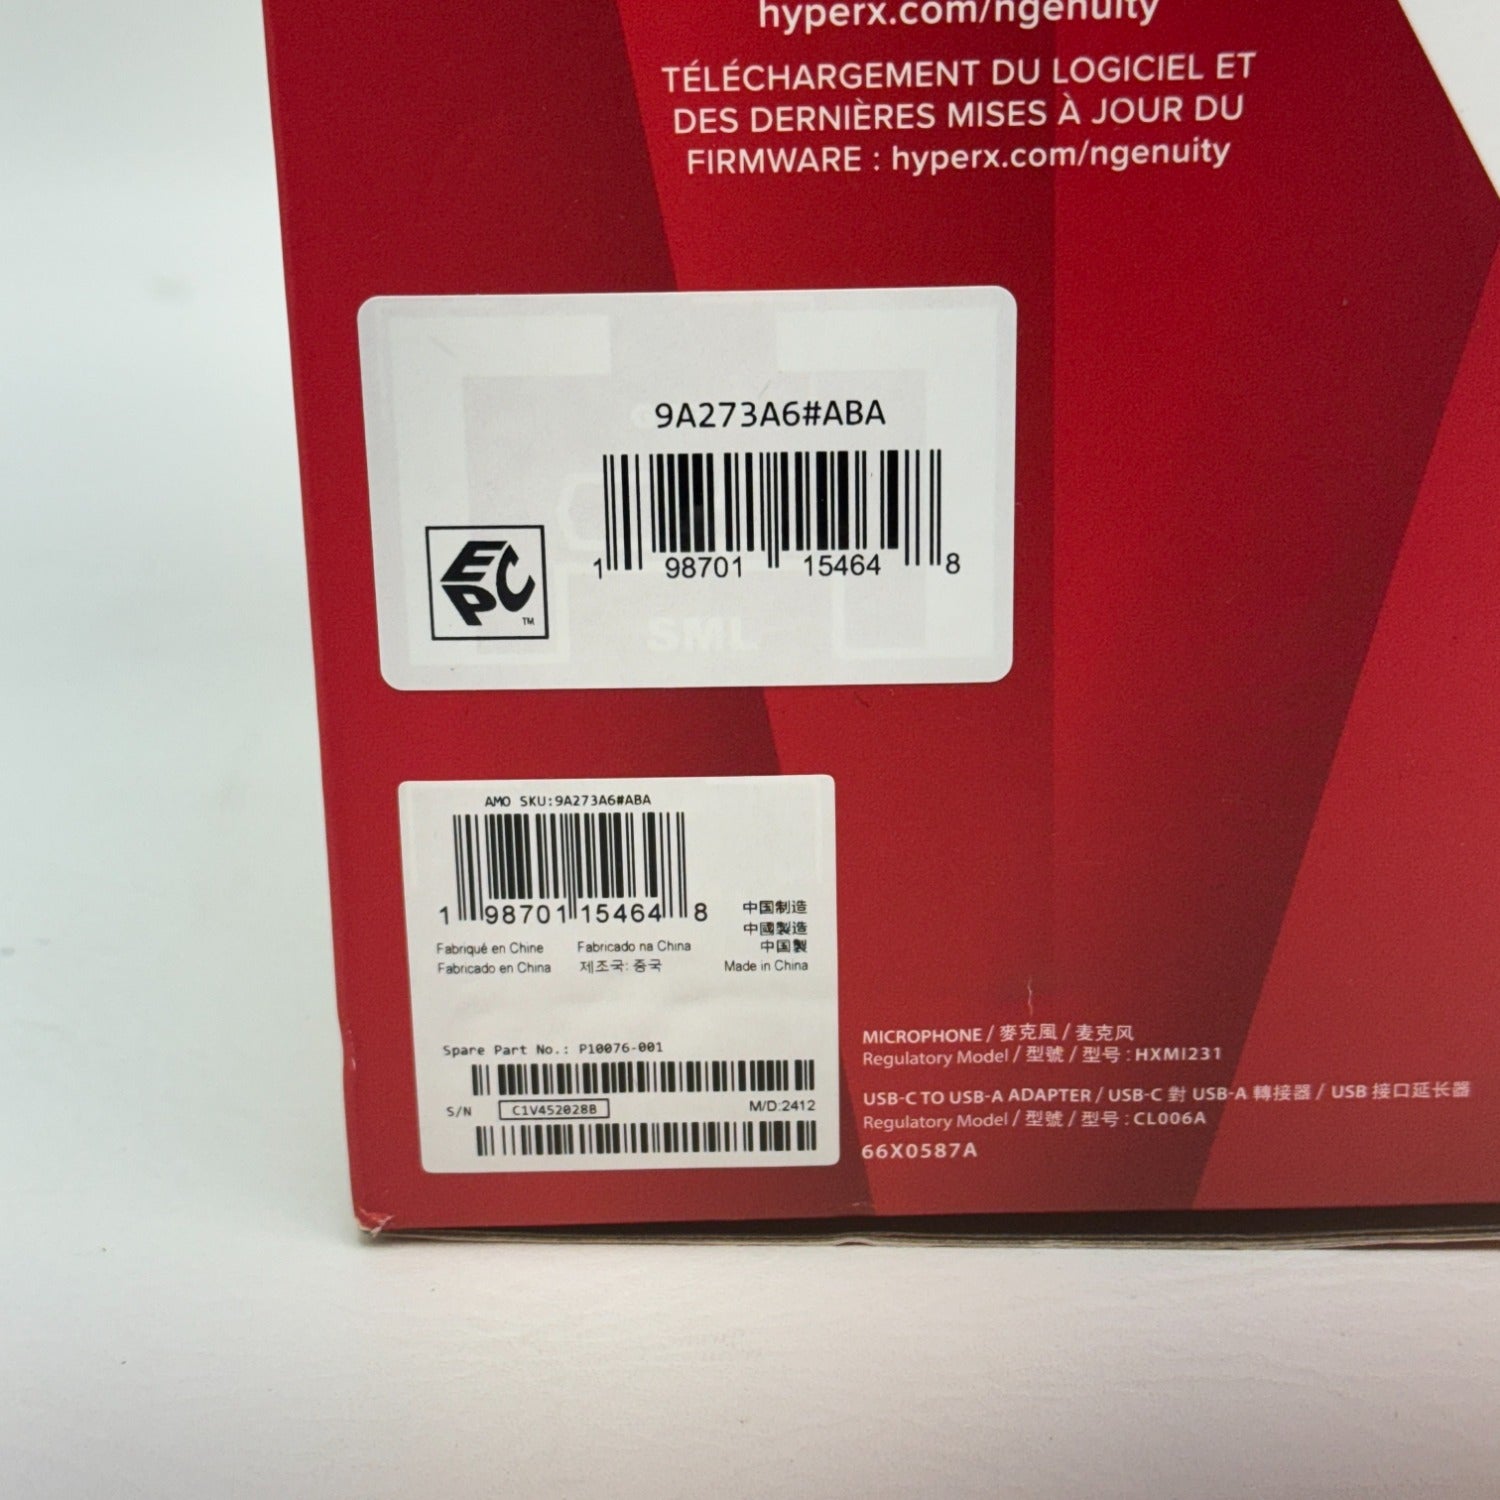 hyperx.com/ngenuity
TÉLÉCHARGEMENT DU LOGICIEL ET
DES DERNIÈRES MISES À JOUR DU
FIRMWARE : hyperx.com/ngenuity
9A273A6#ABA
1 98701 15464 8
EPC TM
SML
AMO SKU:9A273A6#ABA
1 98701 15464 8
中国制造
中國製造
中国製
Made in China
Fabriqué en Chine Fabricado na China
Fabricado en China 제조국: 중국
Spare Part No.: P10076-001
S/N C1V452028B M/D:2412
MICROPHONE / 麥克風 / 麦克风
Regulatory Model / 型號 / 型号 : HXMI231
USB-C TO USB-A ADAPTER / USB-C 對 USB-A 轉接器 / USB 接口延长器
Regulatory Model / 型號 / 型号 : CL006A
66X0587A